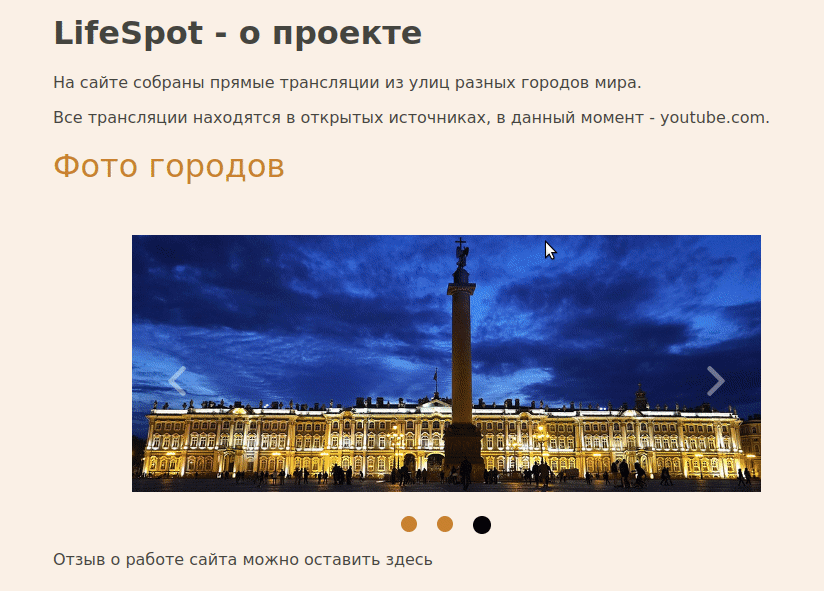 LifeSpot - о проекте
На сайте собраны прямые трансляции из улиц разных городов мира.
Все трансляции находятся в открытых источниках, в данный момент - youtube.com.
Фото городов
Отзыв о работе сайта можно оставить здесь